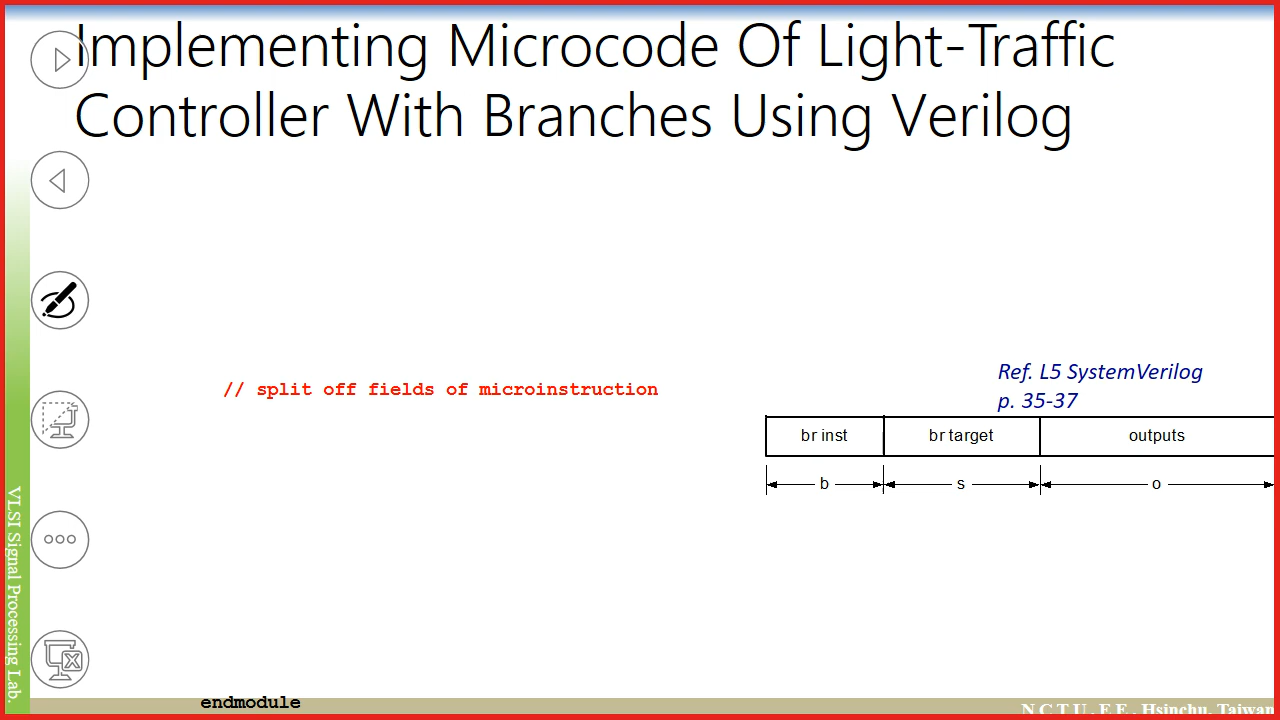 Implementing Microcode Of Light-Traffic
Controller With Branches Using Verilog
// split off fields of microinstruction
Ref. L5 SystemVerilog
p. 35-37
br inst br target outputs
b s o
VLSI Signal Processing Lab.
endmodule
N C T U. E E., Hsinchu, Taiwan